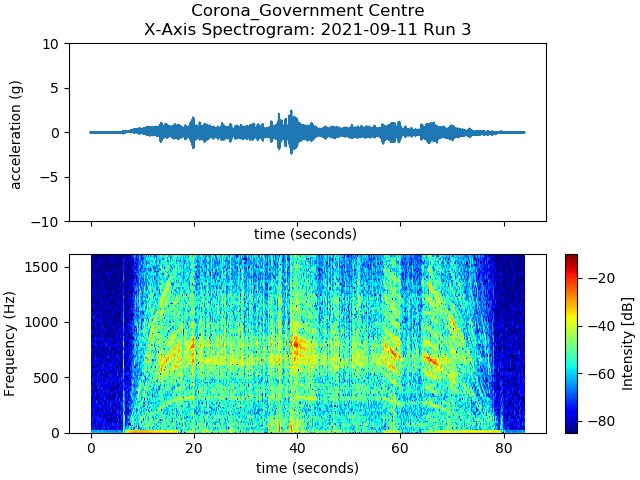 Corona_Government Centre
X-Axis Spectrogram: 2021-09-11 Run 3
10
5
0
−5
−10
acceleration (g)
time (seconds)
1500
1000
500
0
Frequency (Hz)
0 20 40 60 80
time (seconds)
−20
−40
−60
−80
Intensity [dB]